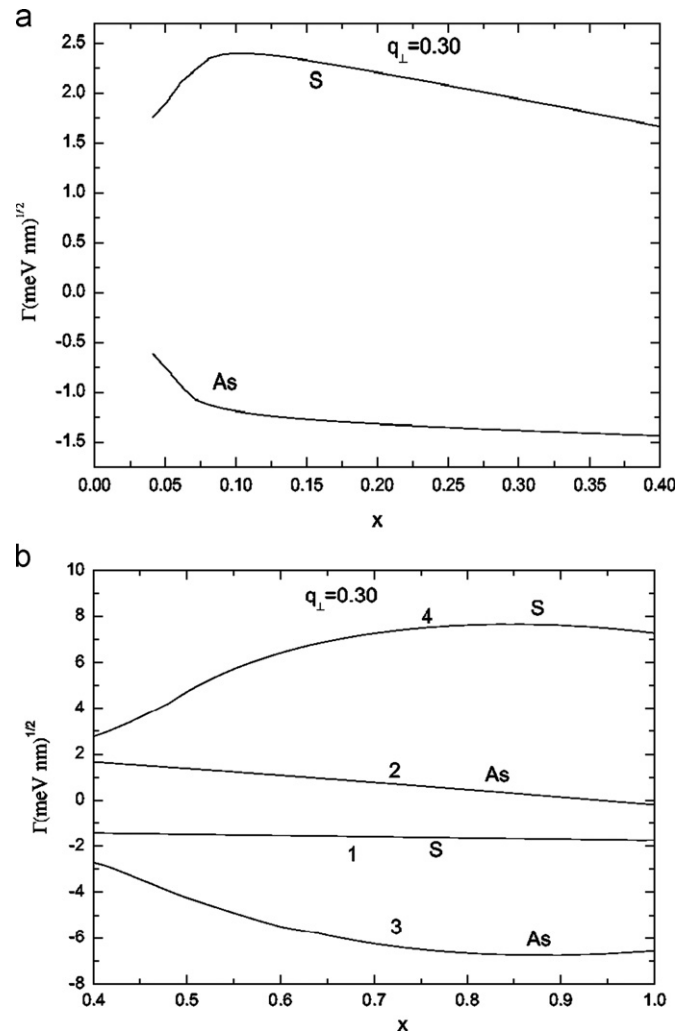 a
2.5
2.0
1.5
1.0
0.5
0.0
-0.5
-1.0
-1.5
Γ(meV nm)^1/2
q⊥=0.30
S
As
0.00 0.05 0.10 0.15 0.20 0.25 0.30 0.35 0.40
x
b
10
8
6
4
2
0
-2
-4
-6
-8
Γ(meV nm)^1/2
q⊥=0.30
4 S
2 As
1 S
3 As
0.4 0.5 0.6 0.7 0.8 0.9 1.0
x